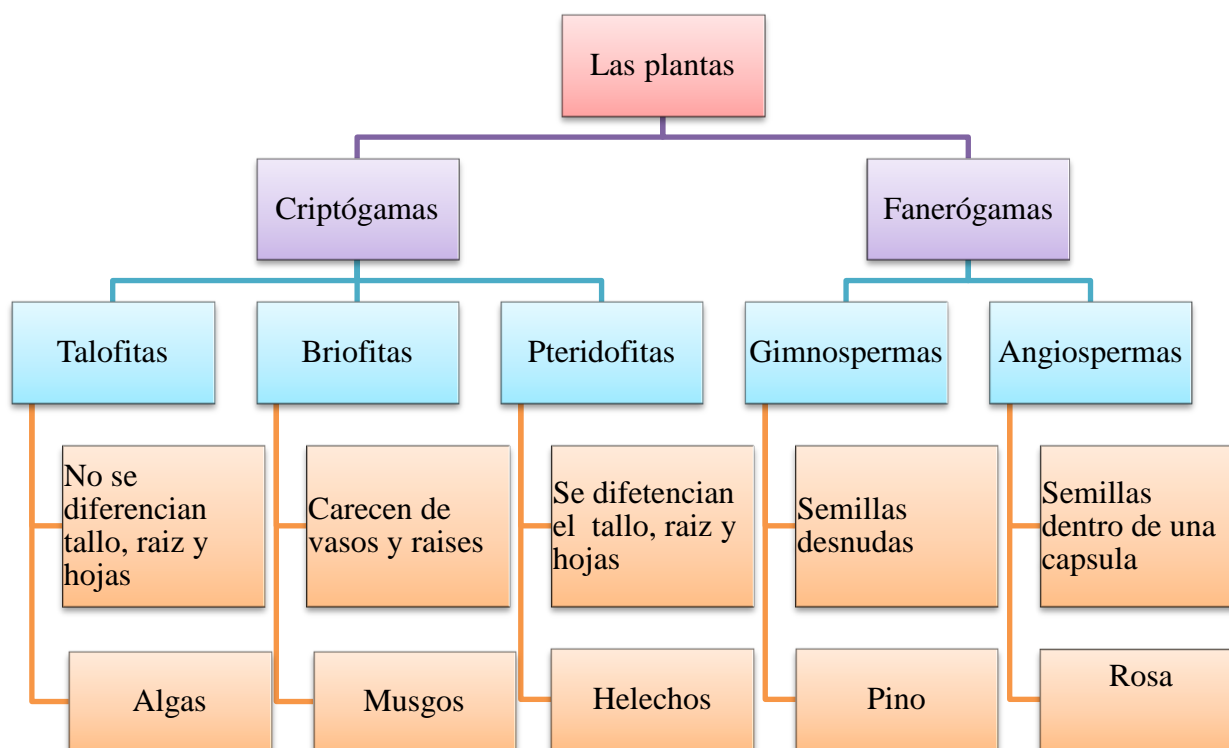 Las plantas
Criptógamas
Fanerógamas
Talofitas
Briofitas
Pteridofitas
Gimnospermas
Angiospermas
No se
diferencian
tallo, raiz y
hojas
Carecen de
vasos y raises
Se difetencian
el tallo, raiz y
hojas
Semillas
desnudas
Semillas
dentro de una
capsula
Algas
Musgos
Helechos
Pino
Rosa